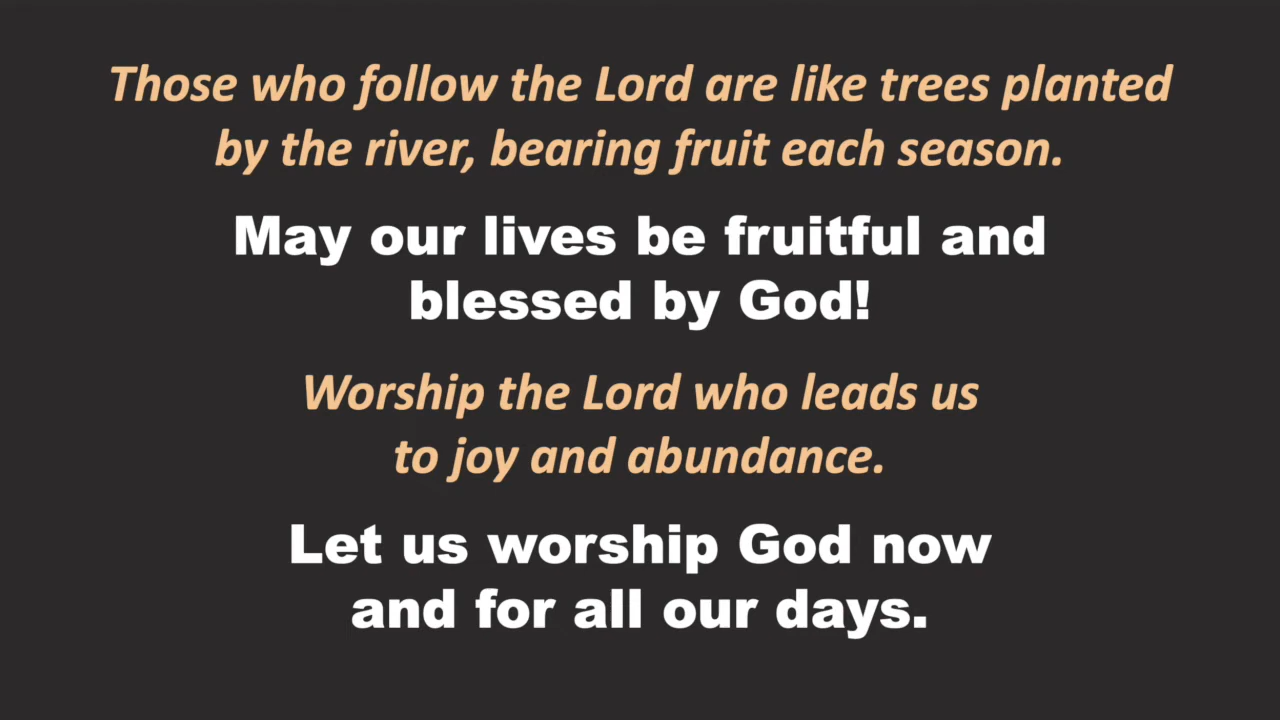 Those who follow the Lord are like trees planted
by the river, bearing fruit each season.
May our lives be fruitful and
blessed by God!
Worship the Lord who leads us
to joy and abundance.
Let us worship God now
and for all our days.